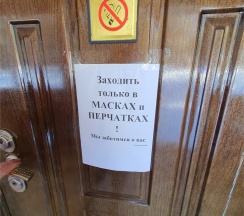 Заходить
только в
МАСКАХ и
ПЕРЧАТКАХ
!
Мы заботимся о вас